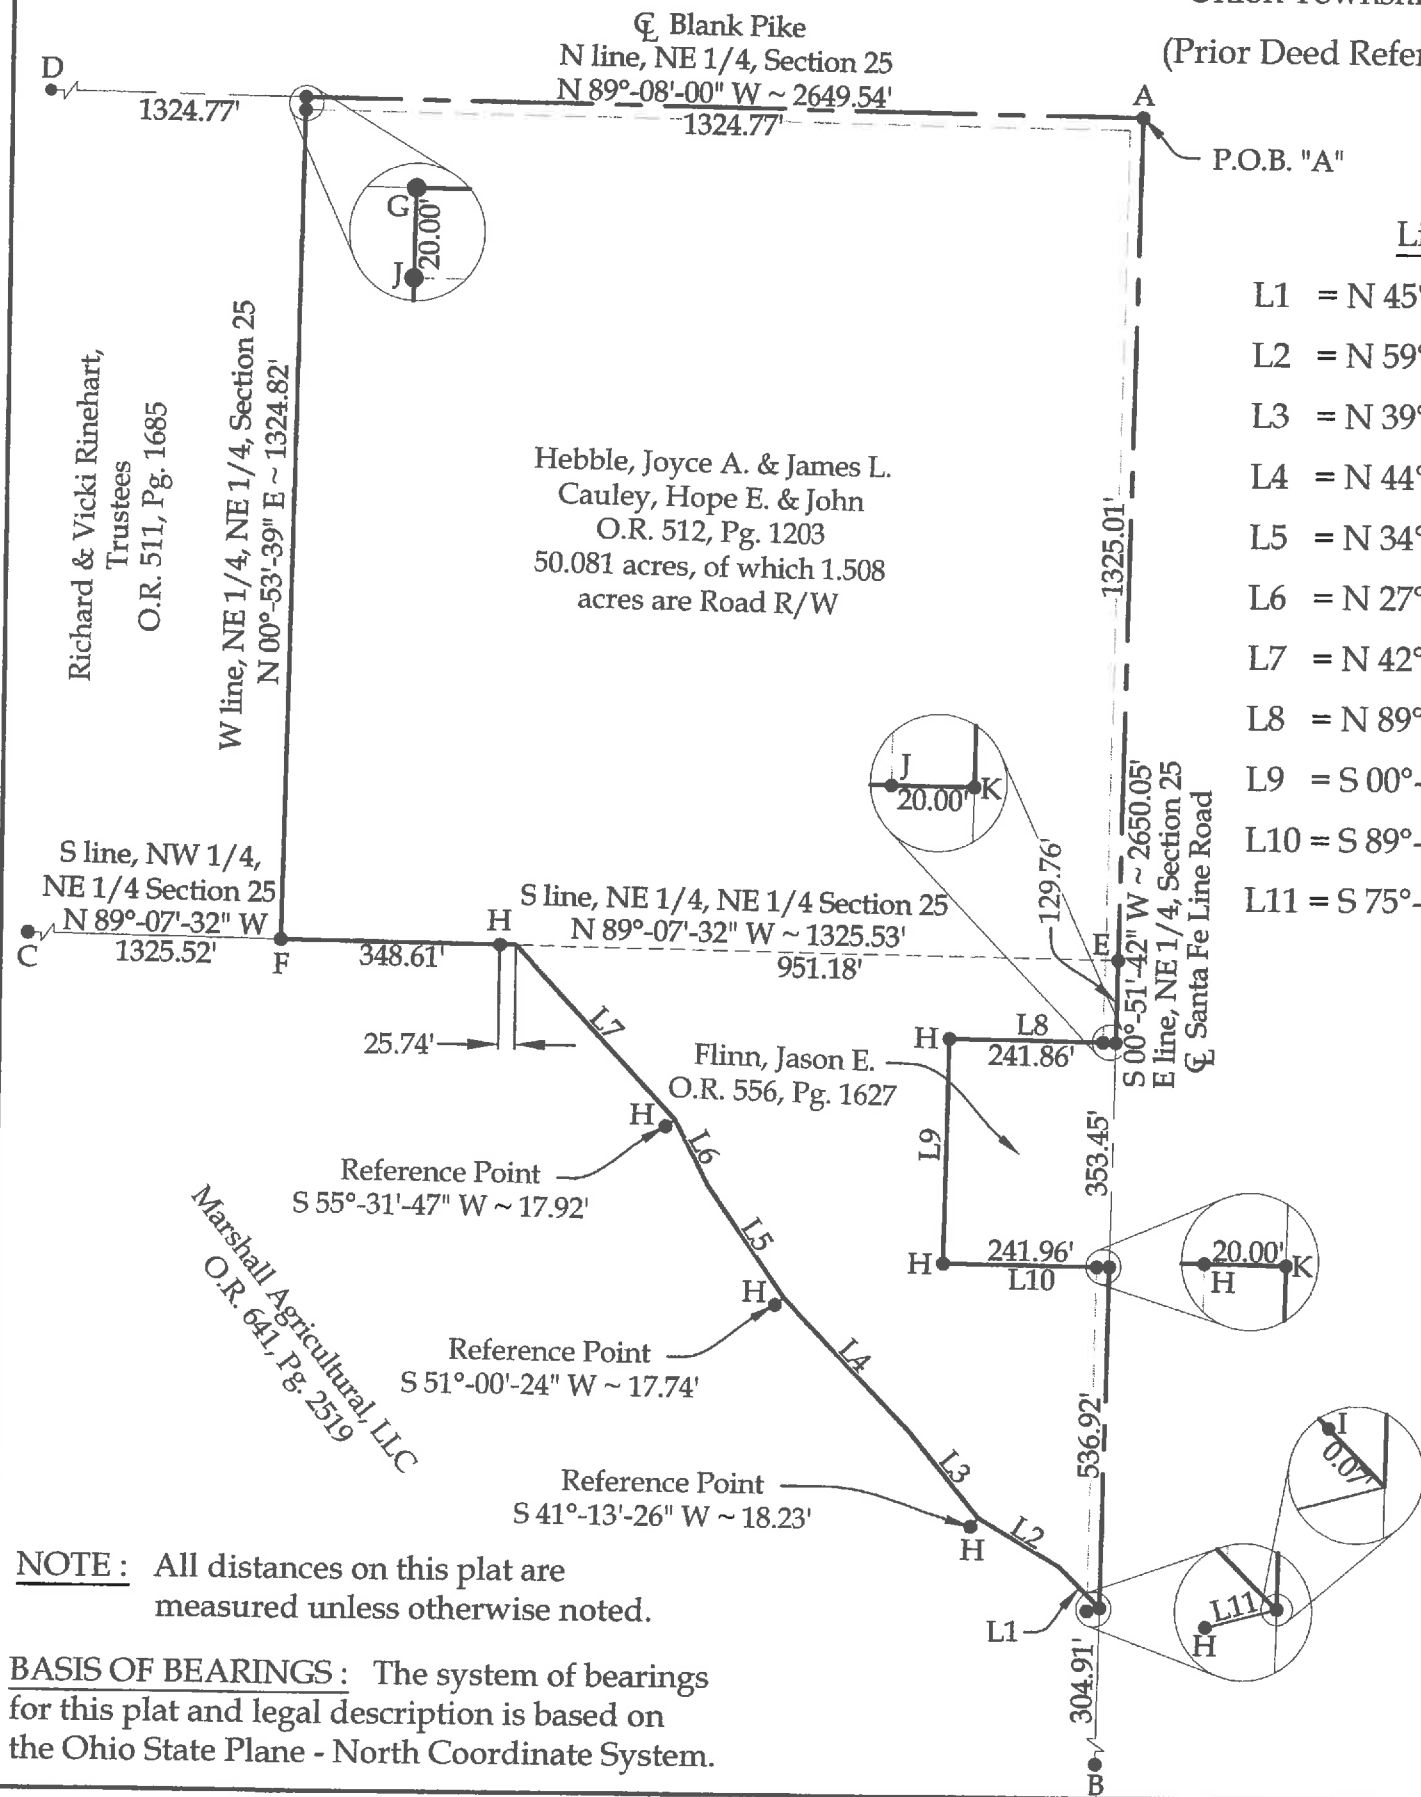 ℄ Blank Pike
N line, NE 1/4, Section 25
N 89°-08'-00" W ~ 2649.54'
(Prior Deed Refer
D
1324.77'
1324.77'
A
P.O.B. "A"
G
20.00'
J
L1 = N 45°
L2 = N 59°
L3 = N 39°
L4 = N 44°
L5 = N 34°
L6 = N 27°
L7 = N 42°
L8 = N 89°
L9 = S 00°-
L10 = S 89°-
L11 = S 75°-
Richard & Vicki Rinehart,
Trustees
O.R. 511, Pg. 1685
W line, NE 1/4, NE 1/4, Section 25
N 00°-53'-39" E ~ 1324.82'
Hebble, Joyce A. & James L.
Cauley, Hope E. & John
O.R. 512, Pg. 1203
50.081 acres, of which 1.508
acres are Road R/W
1325.01'
J
20.00'
K
129.76'
S 00°-51'-42" W ~ 2650.05'
E line, NE 1/4, Section 25
℄ Santa Fe Line Road
S line, NW 1/4,
NE 1/4 Section 25
N 89°-07'-32" W
1325.52'
C
F
348.61'
H
S line, NE 1/4, NE 1/4 Section 25
N 89°-07'-32" W ~ 1325.53'
951.18'
E
25.74'
L7
H
L8
241.86'
Flinn, Jason E.
O.R. 556, Pg. 1627
L9
353.45'
H
L6
Reference Point
S 55°-31'-47" W ~ 17.92'
L5
H
241.96'
L10
20.00'
H
K
Marshall Agricultural, LLC
O.R. 641, Pg. 2519
H
Reference Point
S 51°-00'-24" W ~ 17.74'
L4
536.92'
I
0.07'
L3
Reference Point
S 41°-13'-26" W ~ 18.23'
H
L2
L1
L11
H
304.91'
B
NOTE : All distances on this plat are
measured unless otherwise noted.
BASIS OF BEARINGS : The system of bearings
for this plat and legal description is based on
the Ohio State Plane - North Coordinate System.